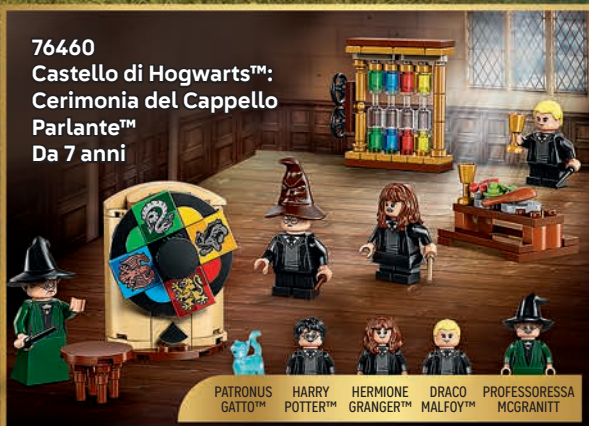 76460
Castello di Hogwarts™:
Cerimonia del Cappello
Parlante™
Da 7 anni
PATRONUS
GATTO™
HARRY
POTTER™
HERMIONE
GRANGER™
DRACO
MALFOY™
PROFESSORESSA
MCGRANITT